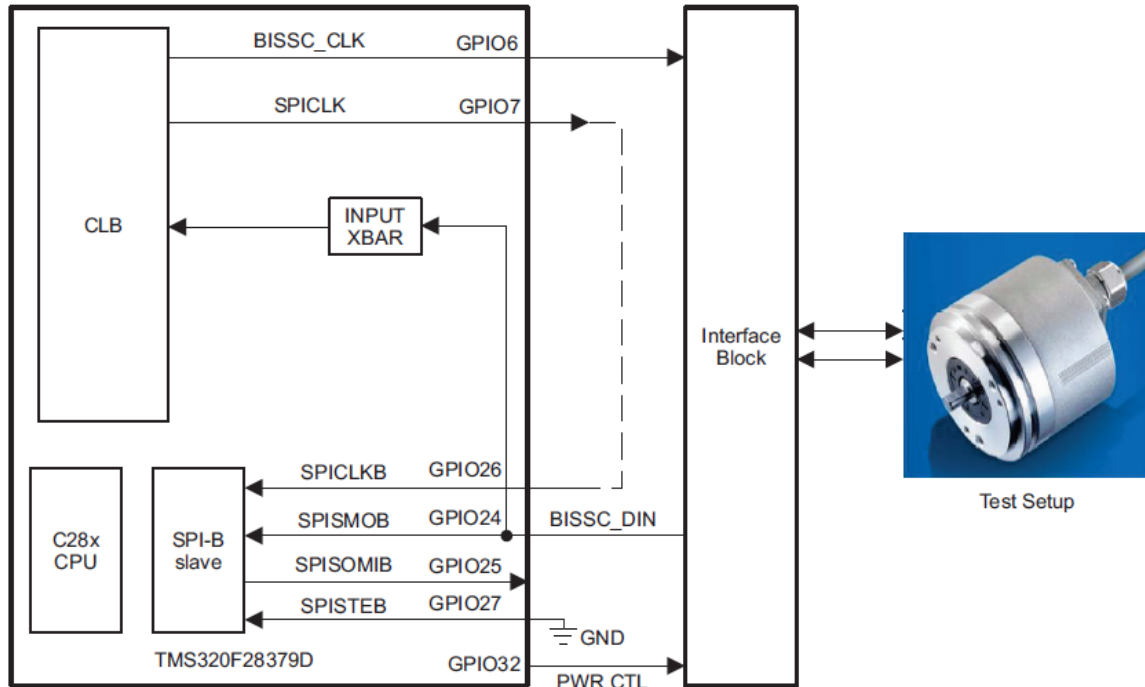 BISSC_CLK
GPIO6
SPICLK
GPIO7
CLB
INPUT
XBAR
Interface
Block
SPICLKB
GPIO26
SPISMOB
GPIO24
BISSC_DIN
C28x
CPU
SPI-B
slave
SPISOMIB
GPIO25
SPISTEB
GPIO27
GND
TMS320F28379D
GPIO32
PWR CTL
Test Setup